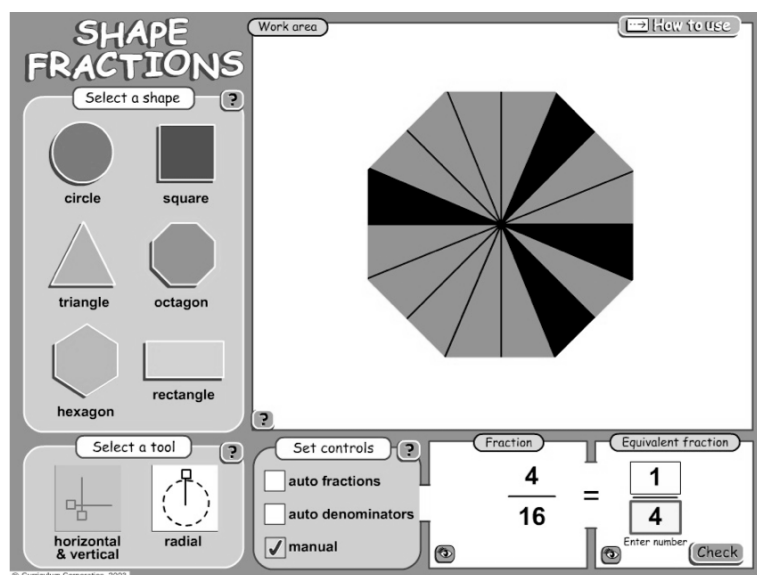 SHAPE
FRACTIONS
Select a shape
?
circle
square
triangle
octagon
hexagon
rectangle
Select a tool
?
horizontal
& vertical
radial
Work area
How to use
?
Set controls
?
auto fractions
auto denominators
manual
Fraction
4
16
=
Equivalent fraction
1
4
Enter number
Check